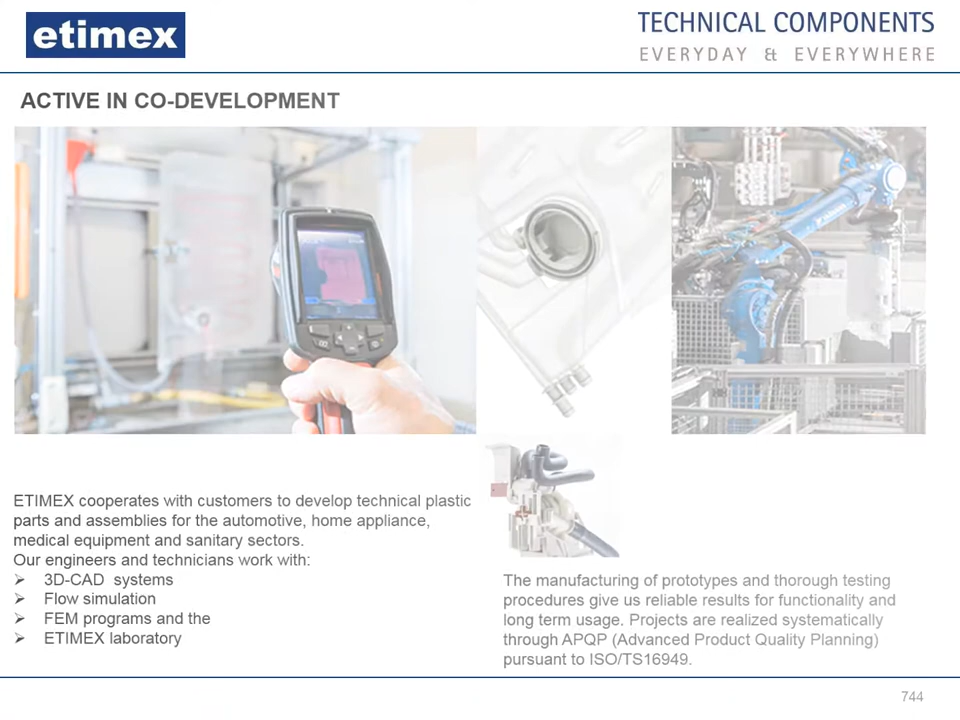 etimex
TECHNICAL COMPONENTS
EVERYDAY & EVERYWHERE
ACTIVE IN CO-DEVELOPMENT
ETIMEX cooperates with customers to develop technical plastic
parts and assemblies for the automotive, home appliance,
medical equipment and sanitary sectors.
Our engineers and technicians work with:
➢ 3D-CAD systems
➢ Flow simulation
➢ FEM programs and the
➢ ETIMEX laboratory
The manufacturing of prototypes and thorough testing
procedures give us reliable results for functionality and
long term usage. Projects are realized systematically
through APQP (Advanced Product Quality Planning)
pursuant to ISO/TS16949.
744